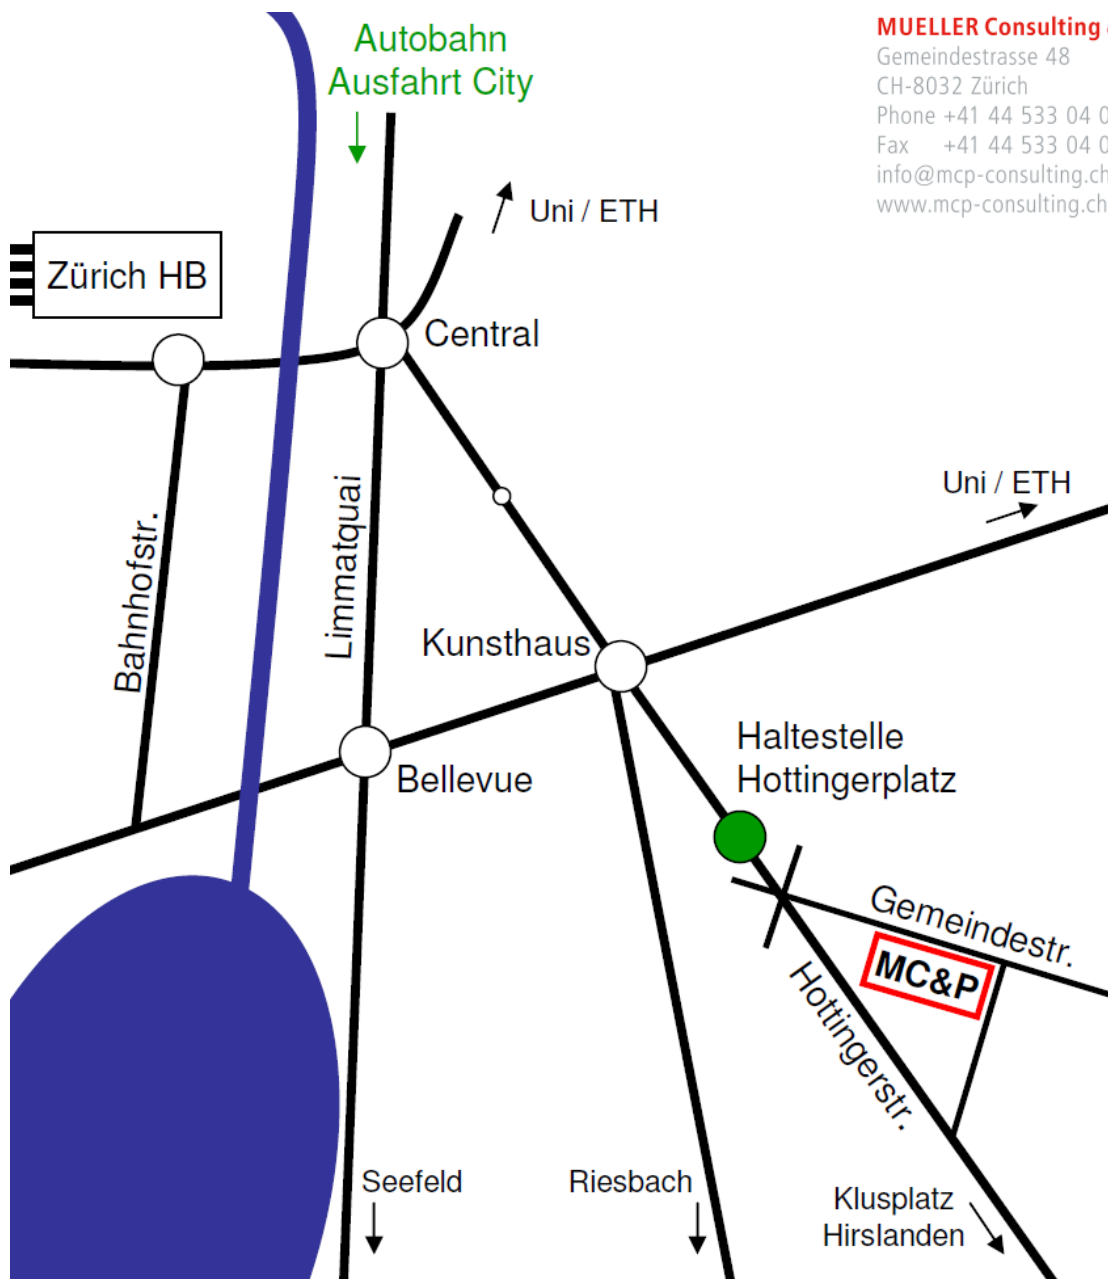 MUELLER Consulting
Gemeindestrasse 48
CH-8032 Zürich
Phone +41 44 533 04 0
Fax +41 44 533 04 0
info@mcp-consulting.ch
www.mcp-consulting.ch
Autobahn
Ausfahrt City
Uni / ETH
Zürich HB
Central
Uni / ETH
Limmatquai
Bahnhofstr.
Kunsthaus
Haltestelle
Hottingerplatz
Bellevue
Gemeindestr.
MC&P
Hottingerstr.
Seefeld
Riesbach
Klusplatz
Hirslanden